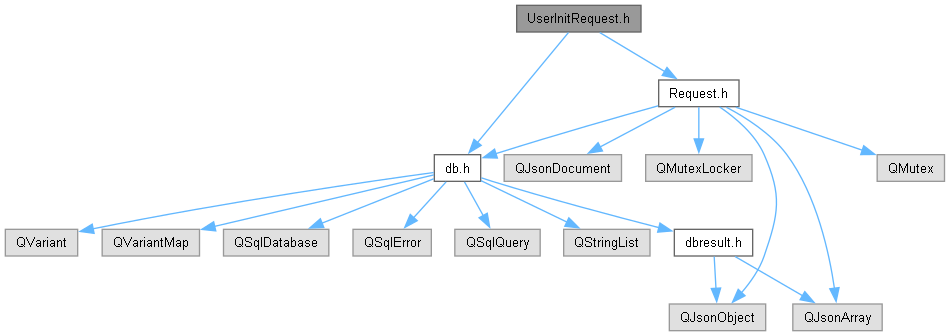 UserInitRequest.h
Request.h
db.h
QJsonDocument
QMutexLocker
QMutex
QVariant
QVariantMap
QSqlDatabase
QSqlError
QSqlQuery
QStringList
dbresult.h
QJsonObject
QJsonArray